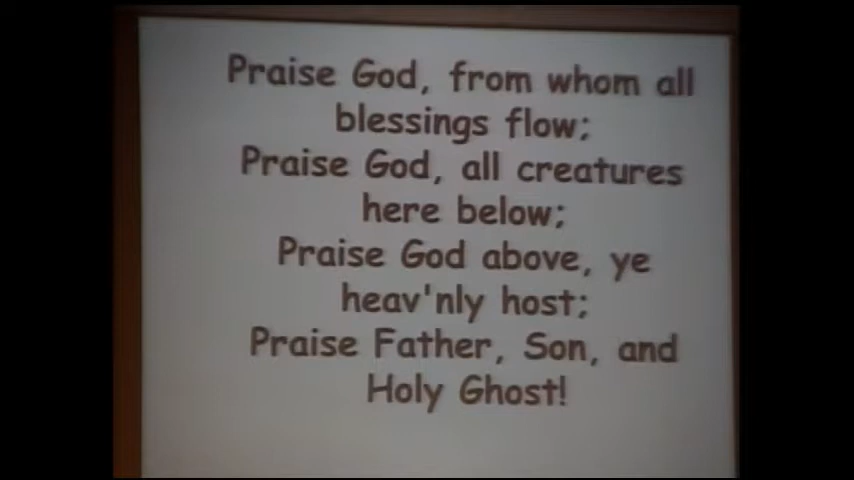 Praise God, from whom all
blessings flow;
Praise God, all creatures
here below;
Praise God above, ye
heav'nly host;
Praise Father, Son, and
Holy Ghost!